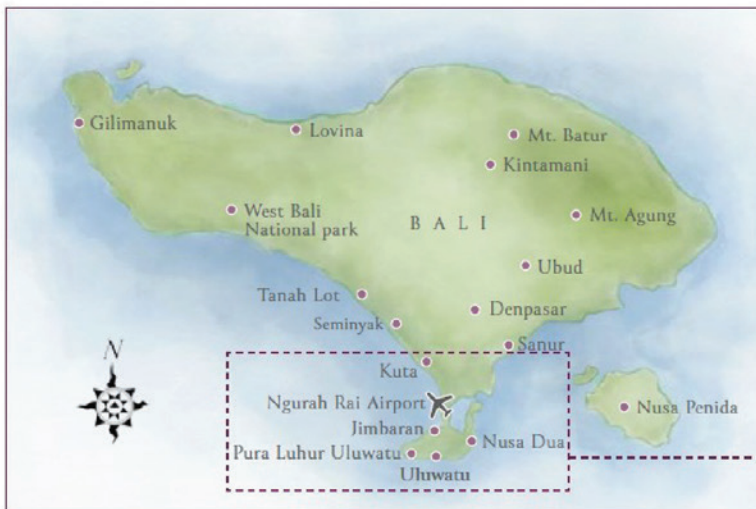 Gilimanuk
Lovina
Mt. Batur
Kintamani
West Bali
National park
BALI
Mt. Agung
Ubud
Tanah Lot
Denpasar
Seminyak
Sanur
Kuta
N
Ngurah Rai Airport
Nusa Penida
Jimbaran
Nusa Dua
Pura Luhur Uluwatu
Uluwatu